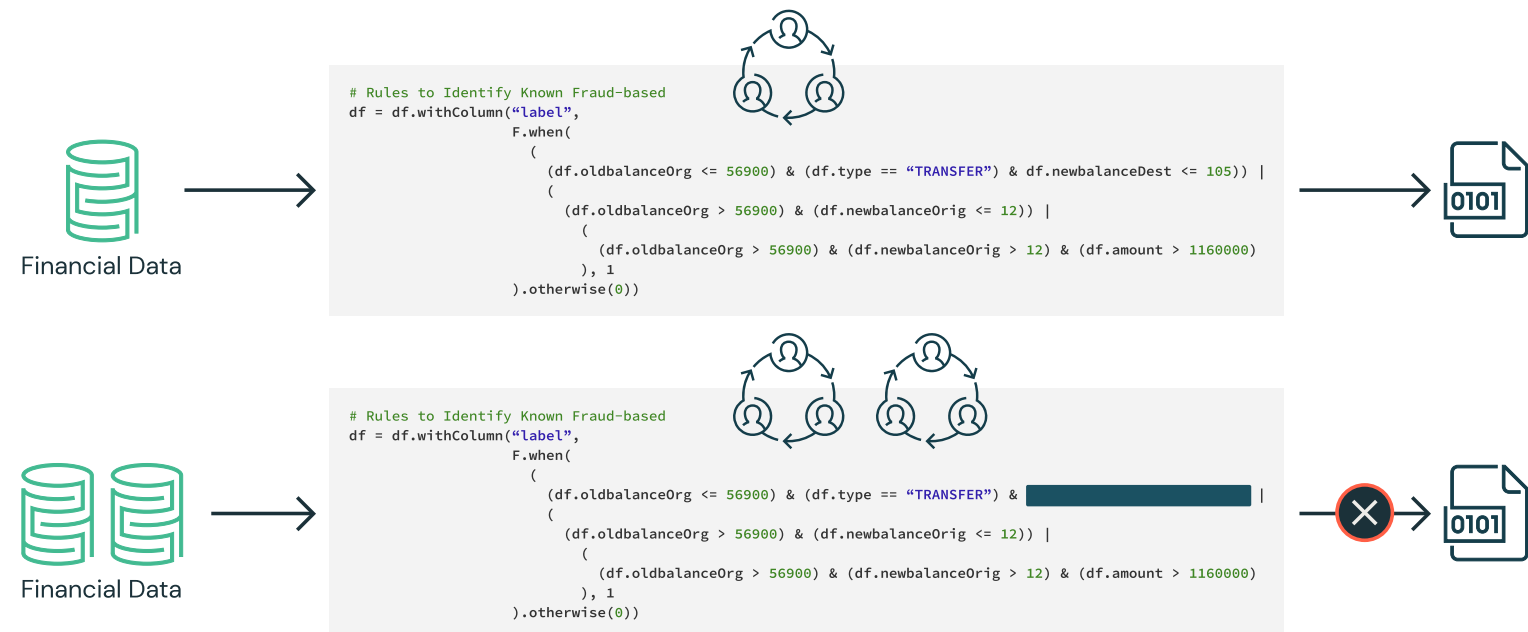 # Rules to Identify Known Fraud-based
df = df.withColumn(“label”,
F.when(
(
(df.oldbalanceOrg <= 56900) & (df.type == “TRANSFER”) & df.newbalanceDest <= 105)) |
(
(df.oldbalanceOrg > 56900) & (df.newbalanceOrig <= 12)) |
(
(df.oldbalanceOrg > 56900) & (df.newbalanceOrig > 12) & (df.amount > 1160000)
), 1
).otherwise(0))
Financial Data
0101
# Rules to Identify Known Fraud-based
df = df.withColumn(“label”,
F.when(
(
(df.oldbalanceOrg <= 56900) & (df.type == “TRANSFER”) & |
(
(df.oldbalanceOrg > 56900) & (df.newbalanceOrig <= 12)) |
(
(df.oldbalanceOrg > 56900) & (df.newbalanceOrig > 12) & (df.amount > 1160000)
), 1
).otherwise(0))
Financial Data
0101